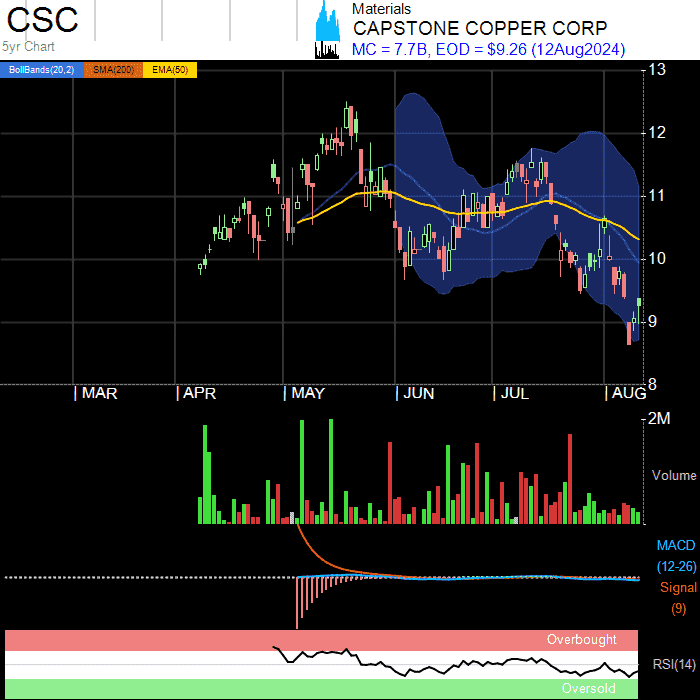 CSC
5yr Chart
Materials
CAPSTONE COPPER CORP
MC = 7.7B, EOD = $9.26 (12Aug2024)
BollBands(20,2) SMA(200) EMA(50)
13
12
11
10
9
8
| MAR | APR | MAY | JUN | JUL | AUG
2M
Volume
MACD
(12-26)
Signal
(9)
Overbought
RSI(14)
Oversold